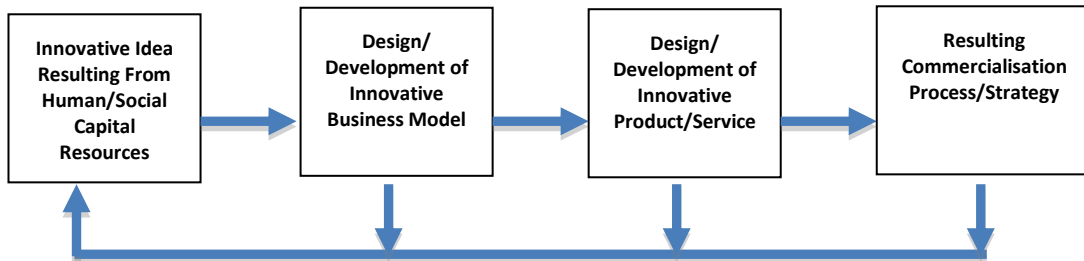 Innovative Idea
Resulting From
Human/Social
Capital
Resources
Design/
Development of
Innovative
Business Model
Design/
Development of
Innovative
Product/Service
Resulting
Commercialisation
Process/Strategy